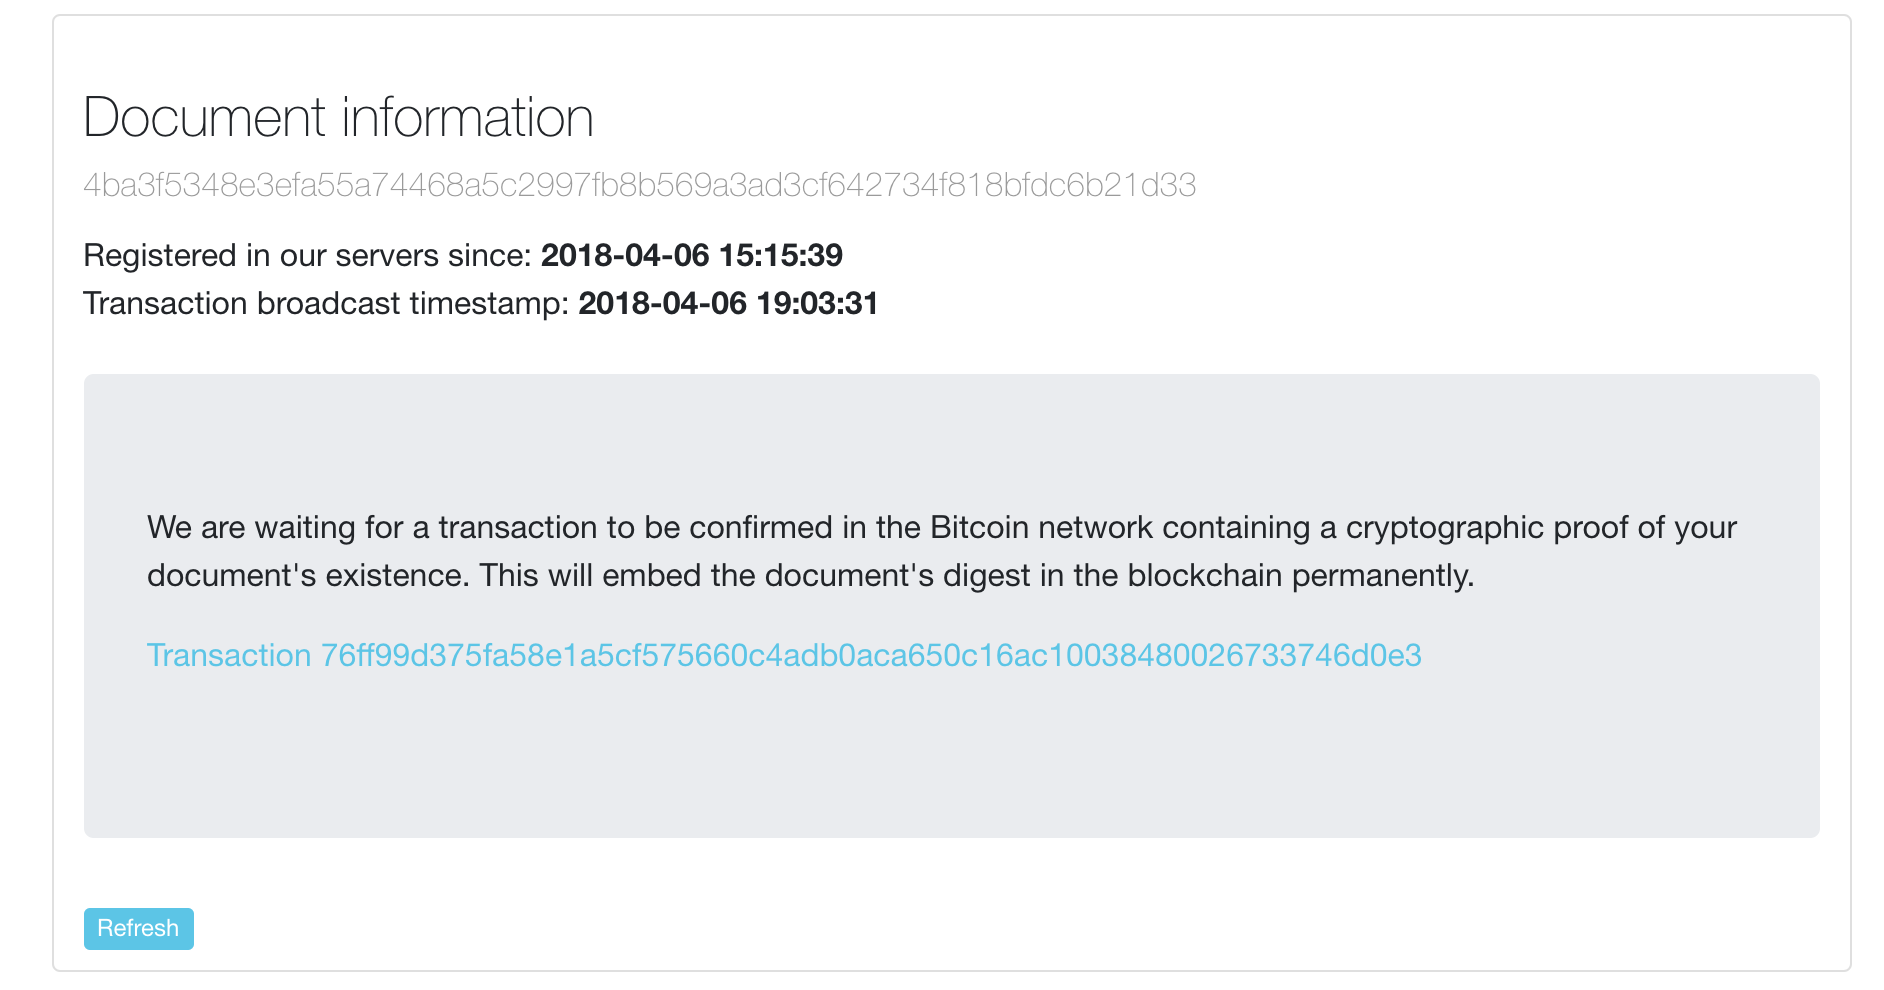 Document information
4ba3f5348e3efa55a74468a5c2997fb8b569a3ad3cf642734f818bfdc6b21d33
Registered in our servers since: 2018-04-06 15:15:39
Transaction broadcast timestamp: 2018-04-06 19:03:31
We are waiting for a transaction to be confirmed in the Bitcoin network containing a cryptographic proof of your
document's existence. This will embed the document's digest in the blockchain permanently.
Transaction 76ff99d375fa58e1a5cf575660c4adb0aca650c16ac10038480026733746d0e3
Refresh